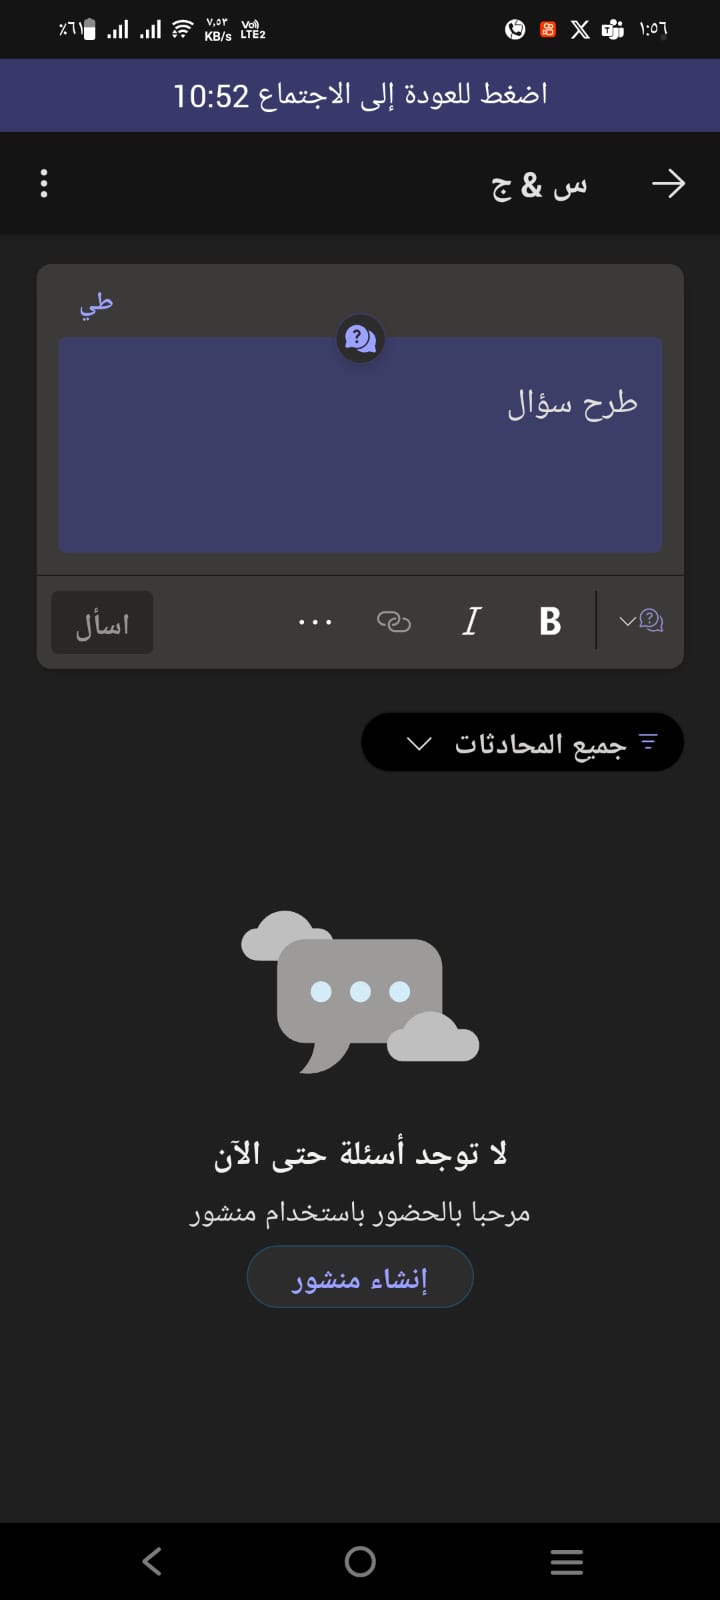 ٪٦١ ٧,٥٣ KB/s Vo)) LTE2 ١:٥٦
اضغط للعودة إلى الاجتماع 10:52
س & ج
طي
طرح سؤال
B I ... اسأل
جميع المحادثات
لا توجد أسئلة حتى الآن
مرحبا بالحضور باستخدام منشور
إنشاء منشور